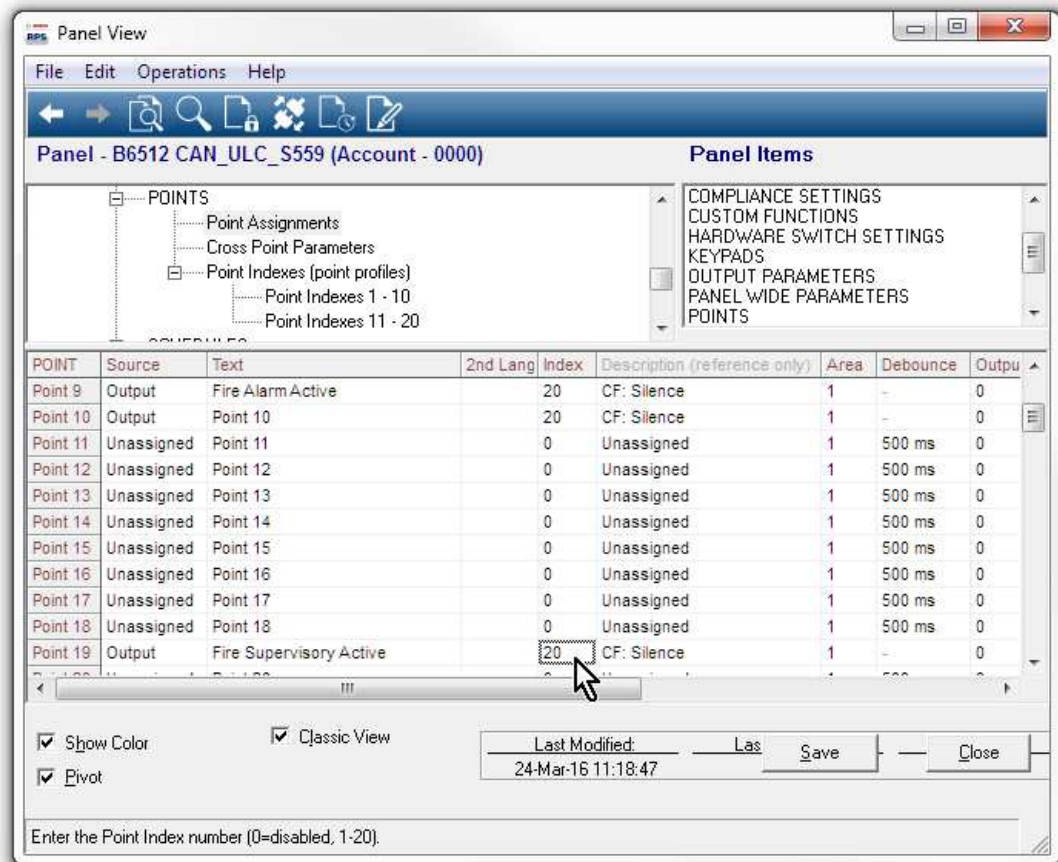 RPS Panel View
File Edit Operations Help
Panel - B6512 CAN_ULC_S559 (Account - 0000)
Panel Items
POINTS
Point Assignments
Cross Point Parameters
Point Indexes (point profiles)
Point Indexes 1 - 10
Point Indexes 11 - 20
COMPLIANCE SETTINGS
CUSTOM FUNCTIONS
HARDWARE SWITCH SETTINGS
KEYPADS
OUTPUT PARAMETERS
PANEL WIDE PARAMETERS
POINTS
POINT Source Text 2nd Lang Index Description (reference only) Area Debounce Outpu
Point 9 Output Fire Alarm Active 20 CF: Silence 1 - 0
Point 10 Output Point 10 20 CF: Silence 1 - 0
Point 11 Unassigned Point 11 0 Unassigned 1 500 ms 0
Point 12 Unassigned Point 12 0 Unassigned 1 500 ms 0
Point 13 Unassigned Point 13 0 Unassigned 1 500 ms 0
Point 14 Unassigned Point 14 0 Unassigned 1 500 ms 0
Point 15 Unassigned Point 15 0 Unassigned 1 500 ms 0
Point 16 Unassigned Point 16 0 Unassigned 1 500 ms 0
Point 17 Unassigned Point 17 0 Unassigned 1 500 ms 0
Point 18 Unassigned Point 18 0 Unassigned 1 500 ms 0
Point 19 Output Fire Supervisory Active 20 CF: Silence 1 - 0
Show Color
Classic View
Pivot
Last Modified:
24-Mar-16 11:18:47
Las
Save
Close
Enter the Point Index number (0=disabled, 1-20).